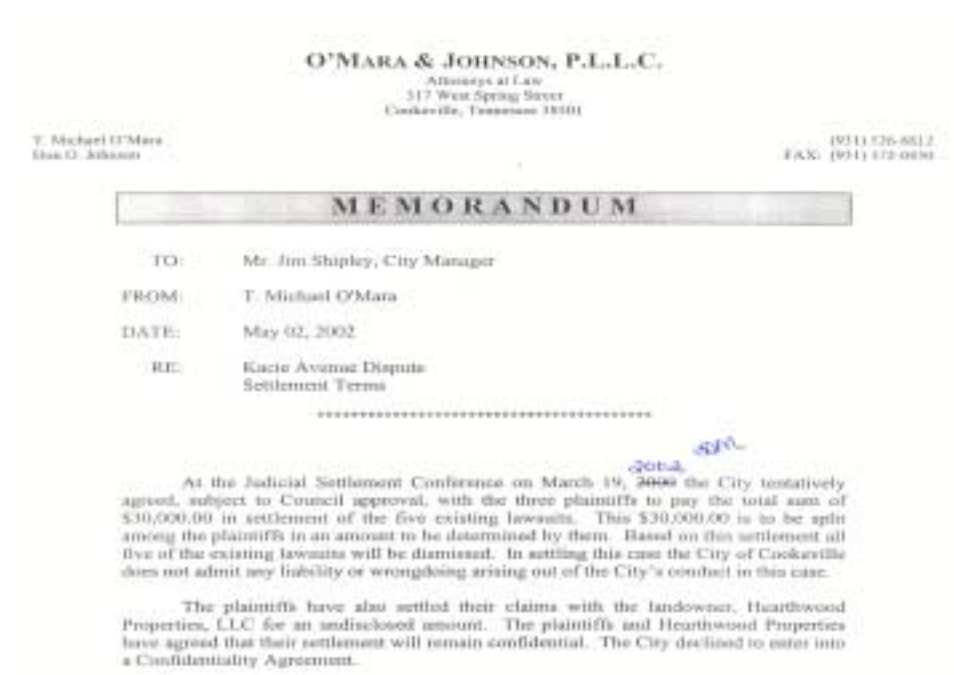 O'MARA & JOHNSON, P.L.L.C.
Attorneys at Law
317 West Spring Street
Cookeville, Tennessee 38501
T. Michael O'Mara
Johnson
(931)
FAX: (931)
MEMORANDUM
TO: Mr. Jim Shipley, City Manager
FROM: T. Michael O'Mara
DATE: May 02, 2002
RE: Kacie Avenue Dispute
Settlement Terms
****************************************
2002
At the Judicial Settlement Conference on March 19, 2000 the City tentatively
agreed, subject to Council approval, with the three plaintiffs to pay the total sum of
$30,000.00 in settlement of the five existing lawsuits. This $30,000.00 is to be split
among the plaintiffs in an amount to be determined by them. Based on this settlement all
five of the existing lawsuits will be dismissed. In settling this case the City of Cookeville
does not admit any liability or wrongdoing arising out of the City's conduct in this case.
The plaintiffs have also settled their claims with the landowner, Hearthwood
Properties, LLC for an undisclosed amount. The plaintiffs and Hearthwood Properties
have agreed that their settlement will remain confidential. The City declined to enter into
a Confidentiality Agreement.